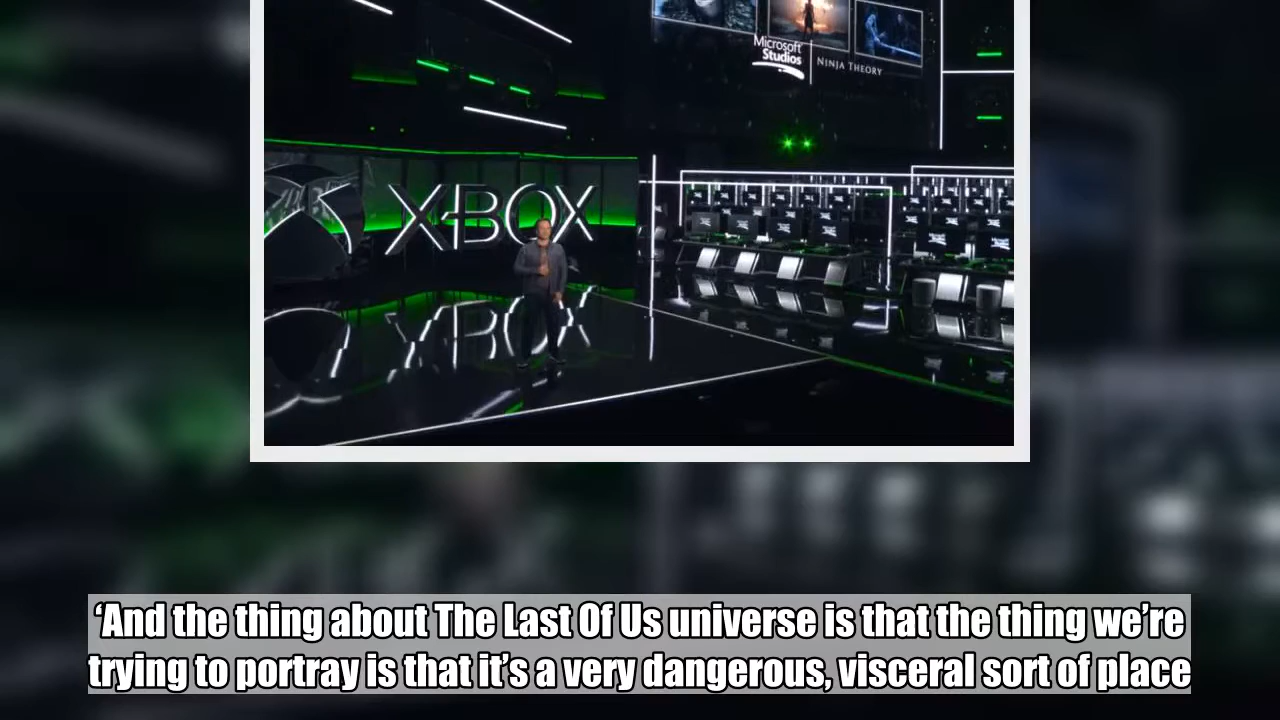 Microsoft
Studios
NINJA THEORY
XBOX
‘And the thing about The Last Of Us universe is that the thing we’re
trying to portray is that it’s a very dangerous, visceral sort of place